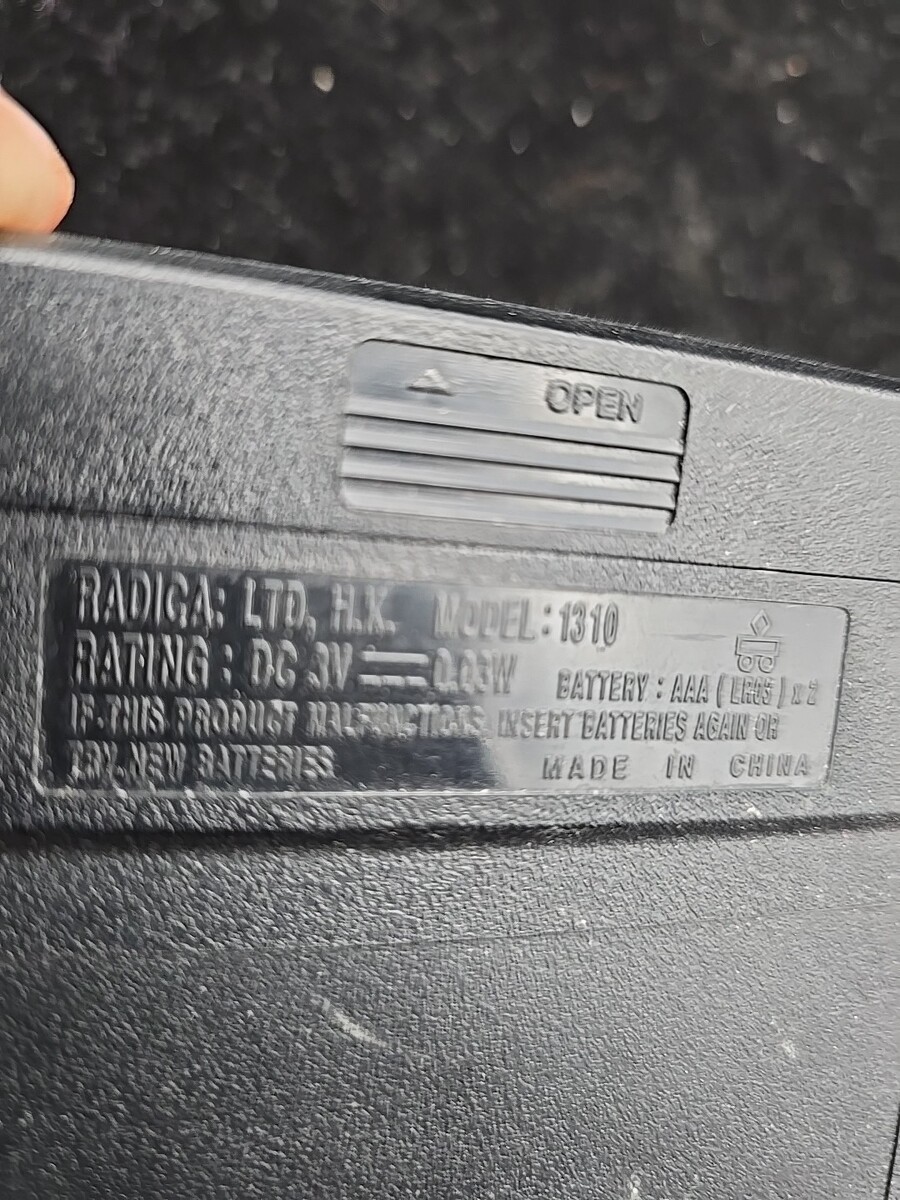 OPEN
RADICA: LTD, H.K. MODEL: 1310
RATING : DC 3V 0.03W BATTERY : AAA ( LR03 ) x 2
IF THIS PRODUCT MALFUNCTIONS, INSERT BATTERIES AGAIN OR
TRY NEW BATTERIES MADE IN CHINA